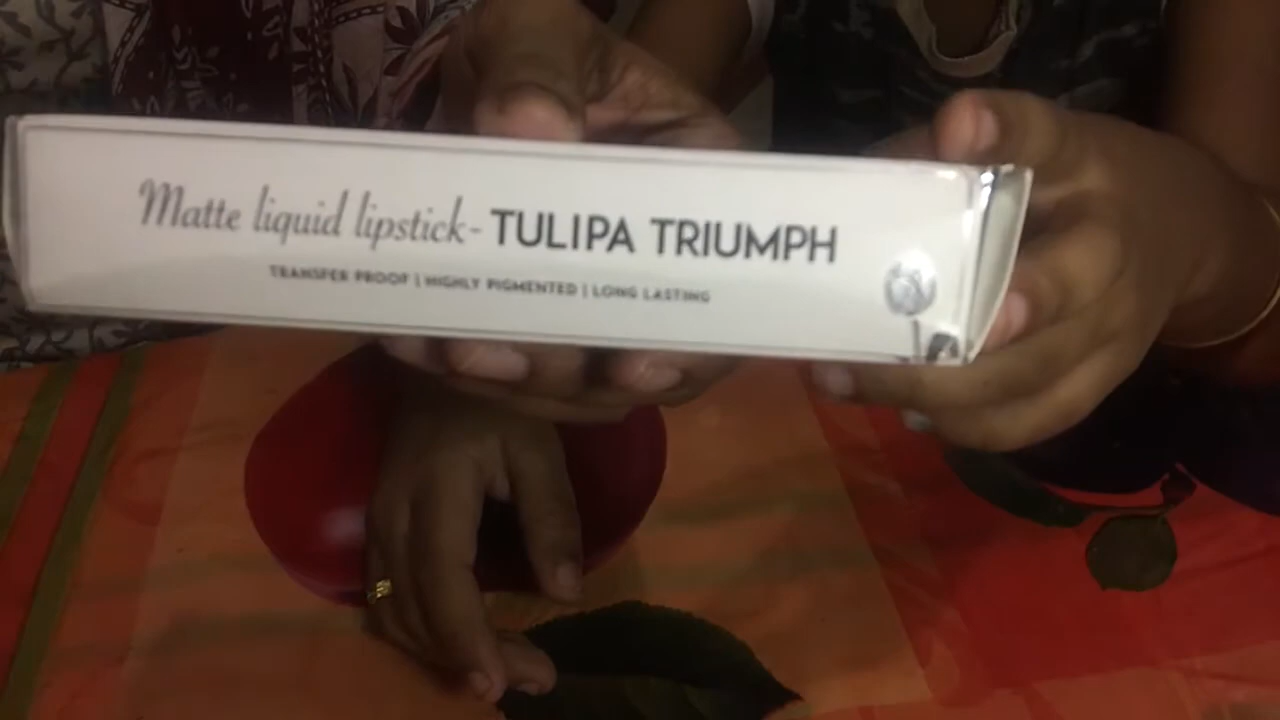 Matte liquid lipstick- TULIPA TRIUMPH
TRANSFER PROOF | HIGHLY PIGMENTED | LONG LASTING